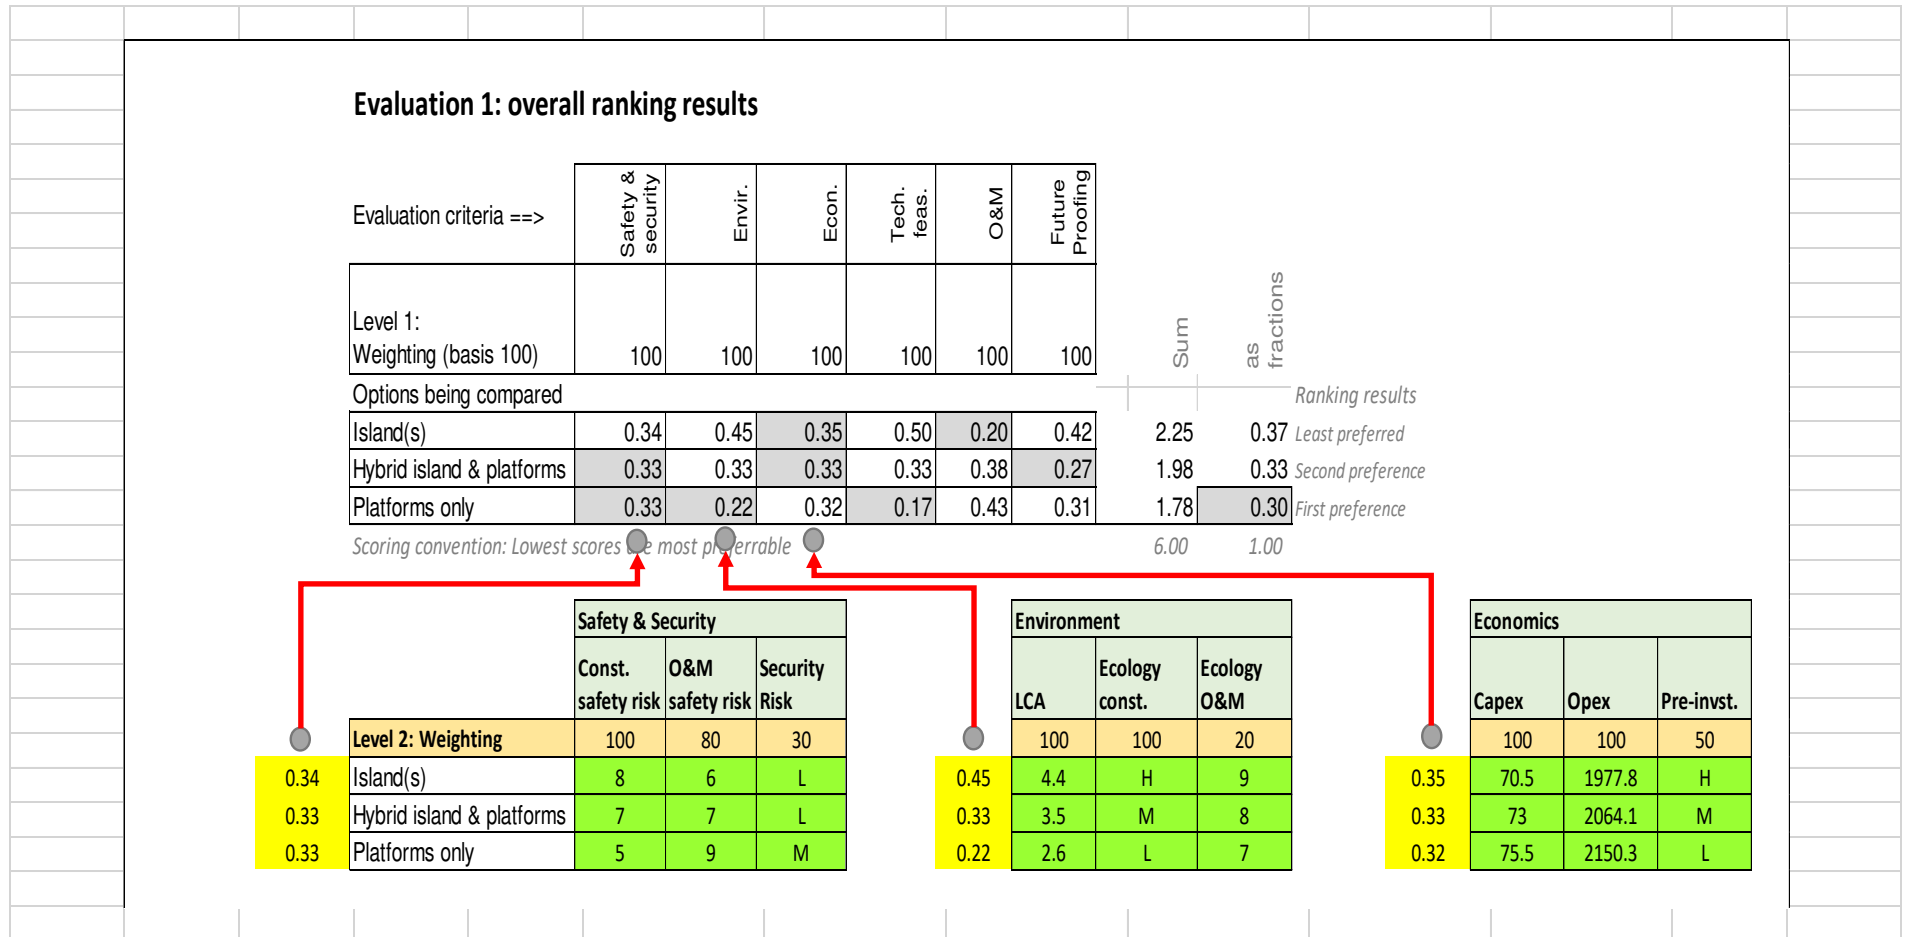 Evaluation 1: overall ranking results
Evaluation criteria ==> Safety & security Envir. Econ. Tech. feas. O&M Future Proofing
Level 1:
Weighting (basis 100) 100 100 100 100 100 100 Sum as fractions
Options being compared Ranking results
Island(s) 0.34 0.45 0.35 0.50 0.20 0.42 2.25 0.37 Least preferred
Hybrid island & platforms 0.33 0.33 0.33 0.33 0.38 0.27 1.98 0.33 Second preference
Platforms only 0.33 0.22 0.32 0.17 0.43 0.31 1.78 0.30 First preference
Scoring convention: Lowest scores are most preferrable 6.00 1.00
Safety & Security Environment Economics
Const. safety risk O&M safety risk Security Risk LCA Ecology const. Ecology O&M Capex Opex Pre-invst.
Level 2: Weighting 100 80 30 100 100 20 100 100 50
0.34 Island(s) 8 6 L 0.45 4.4 H 9 0.35 70.5 1977.8 H
0.33 Hybrid island & platforms 7 7 L 0.33 3.5 M 8 0.33 73 2064.1 M
0.33 Platforms only 5 9 M 0.22 2.6 L 7 0.32 75.5 2150.3 L